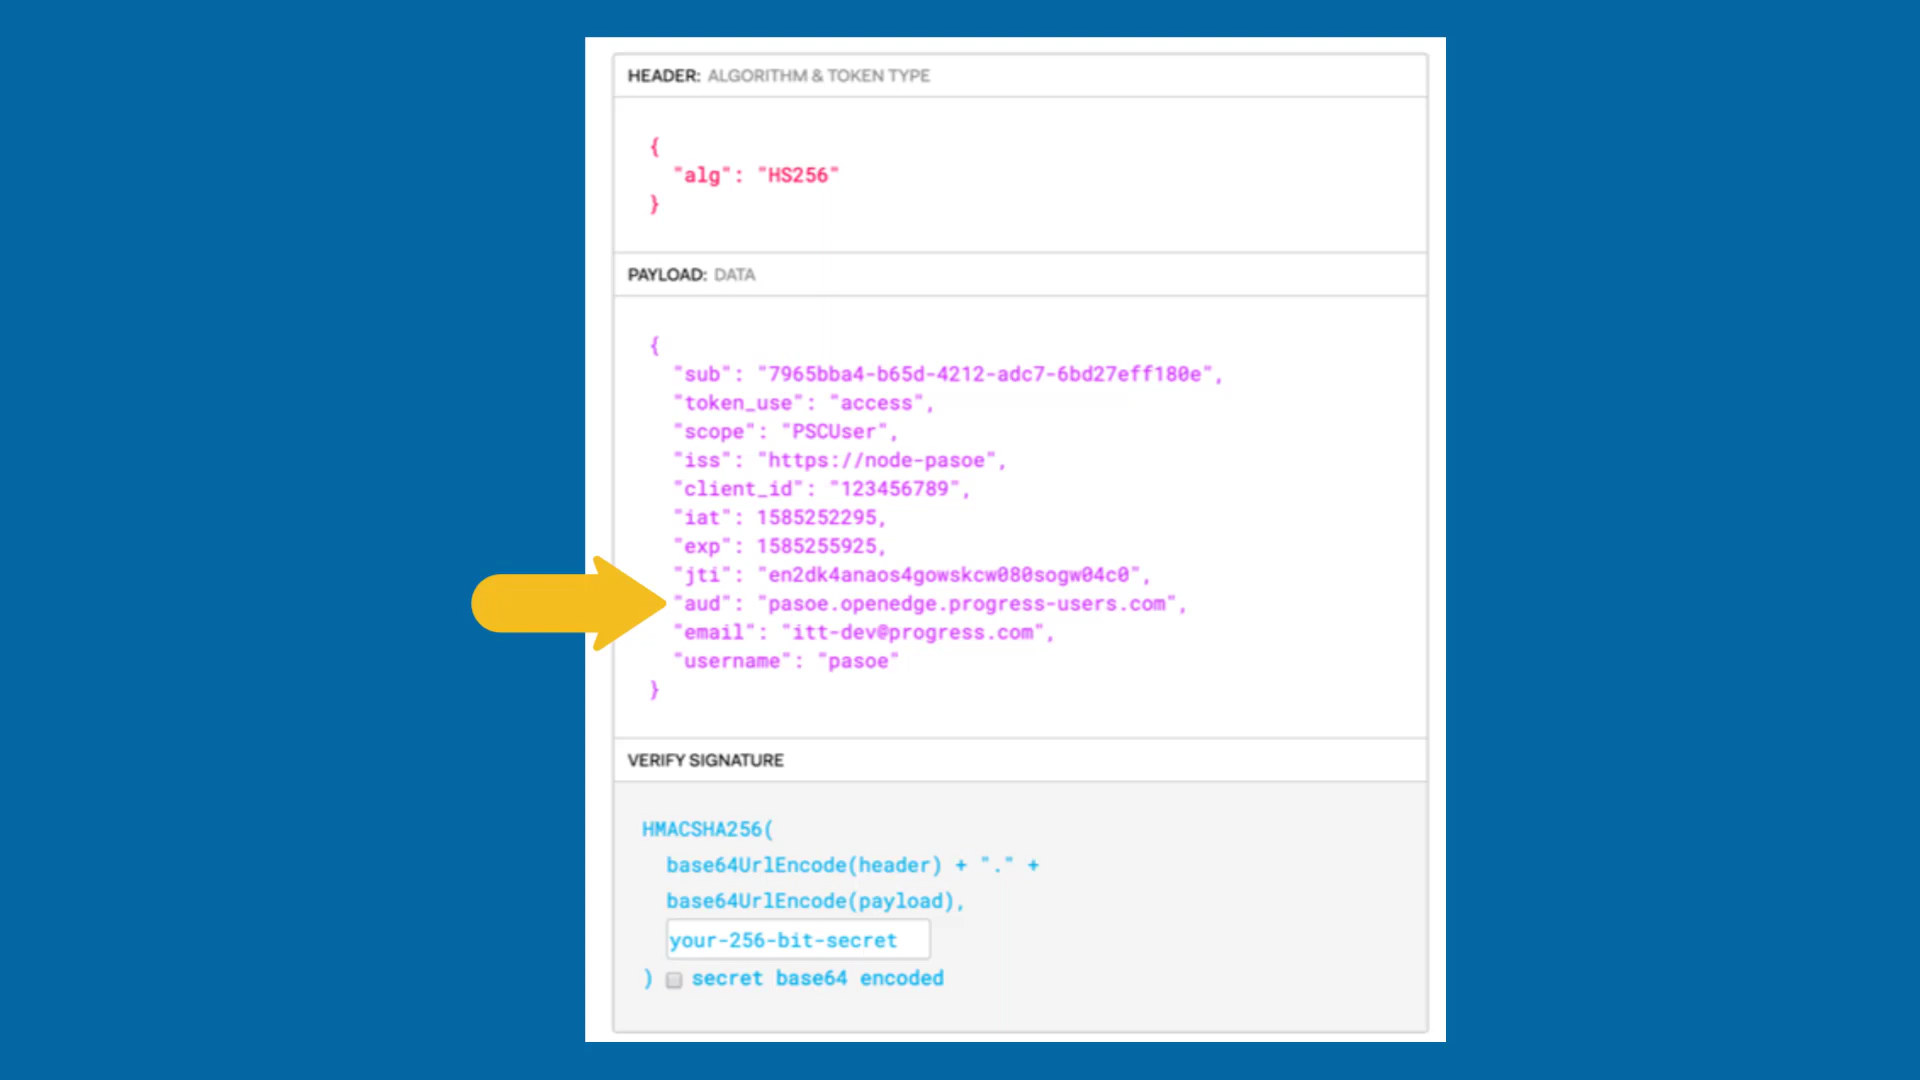 HEADER: ALGORITHM & TOKEN TYPE
{
"alg": "HS256"
}
PAYLOAD: DATA
{
"sub": "7965bba4-b65d-4212-adc7-6bd27eff180e",
"token_use": "access",
"scope": "PSCUser",
"iss": "https://node-pasoe",
"client_id": "123456789",
"iat": 1585252295,
"exp": 1585255925,
"jti": "en2dk4anaos4gowskcw080sogw04c0",
"aud": "pasoe.openedge.progress-users.com",
"email": "itt-dev@progress.com",
"username": "pasoe"
}
VERIFY SIGNATURE
HMACSHA256(
base64UrlEncode(header) + "." +
base64UrlEncode(payload),
your-256-bit-secret
) secret base64 encoded